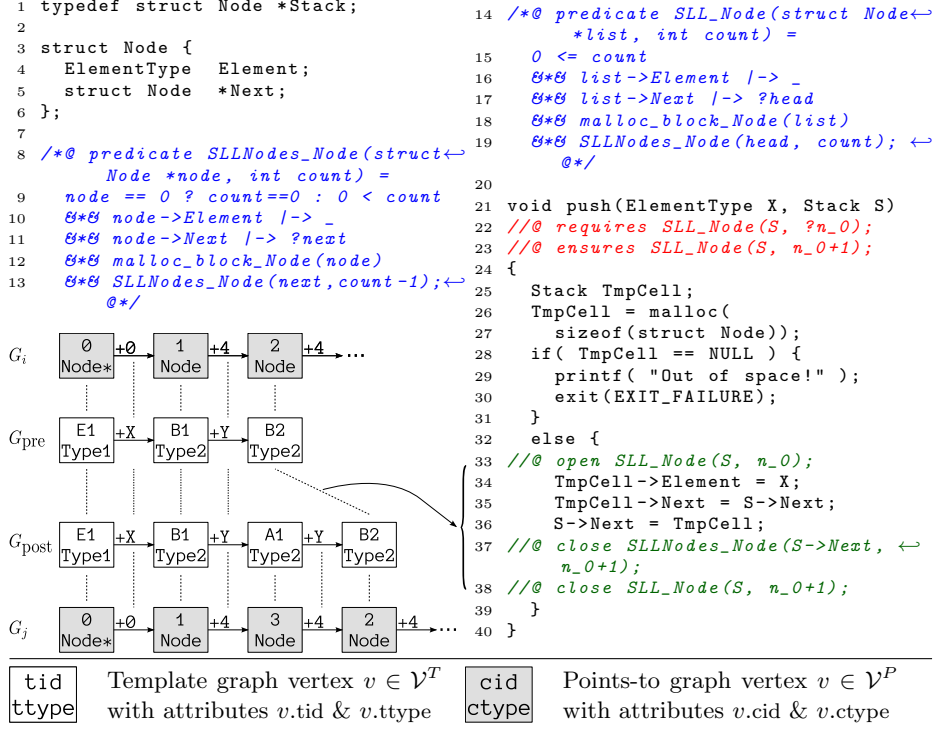 1 typedef struct Node *Stack;
2
3 struct Node {
4   ElementType  Element;
5   struct Node  *Next;
6 };
7
8 /*@ predicate SLLNodes_Node(struct↩
Node *node, int count) =
9   node == 0 ? count==0 : 0 < count
10   &*& node->Element |-> _
11   &*& node->Next |-> ?next
12   &*& malloc_block_Node(node)
13   &*& SLLNodes_Node(next,count-1);↩
@*/
G_i 0 Node* +0 1 Node +4 2 Node +4 ···
G_pre E1 Type1 +X B1 Type2 +Y B2 Type2
G_post E1 Type1 +X B1 Type2 +Y A1 Type2 +Y B2 Type2
G_j 0 Node* +0 1 Node +4 3 Node +4 2 Node +4 ···
14 /*@ predicate SLL_Node(struct Node↩
*list, int count) =
15   0 <= count
16   &*& list->Element |-> _
17   &*& list->Next |-> ?head
18   &*& malloc_block_Node(list)
19   &*& SLLNodes_Node(head, count); ↩
@*/
20
21 void push(ElementType X, Stack S)
22 //@ requires SLL_Node(S, ?n_0);
23 //@ ensures SLL_Node(S, n_0+1);
24 {
25   Stack TmpCell;
26   TmpCell = malloc(
27     sizeof(struct Node));
28   if( TmpCell == NULL ) {
29     printf( "Out of space!" );
30     exit(EXIT_FAILURE);
31   }
32   else {
33 //@ open SLL_Node(S, n_0);
34     TmpCell->Element = X;
35     TmpCell->Next = S->Next;
36     S->Next = TmpCell;
37 //@ close SLLNodes_Node(S->Next, ↩
n_0+1);
38 //@ close SLL_Node(S, n_0+1);
39   }
40 }
tid
ttype
Template graph vertex v ∈ 𝒱^T
with attributes v.tid & v.ttype
cid
ctype
Points-to graph vertex v ∈ 𝒱^P
with attributes v.cid & v.ctype